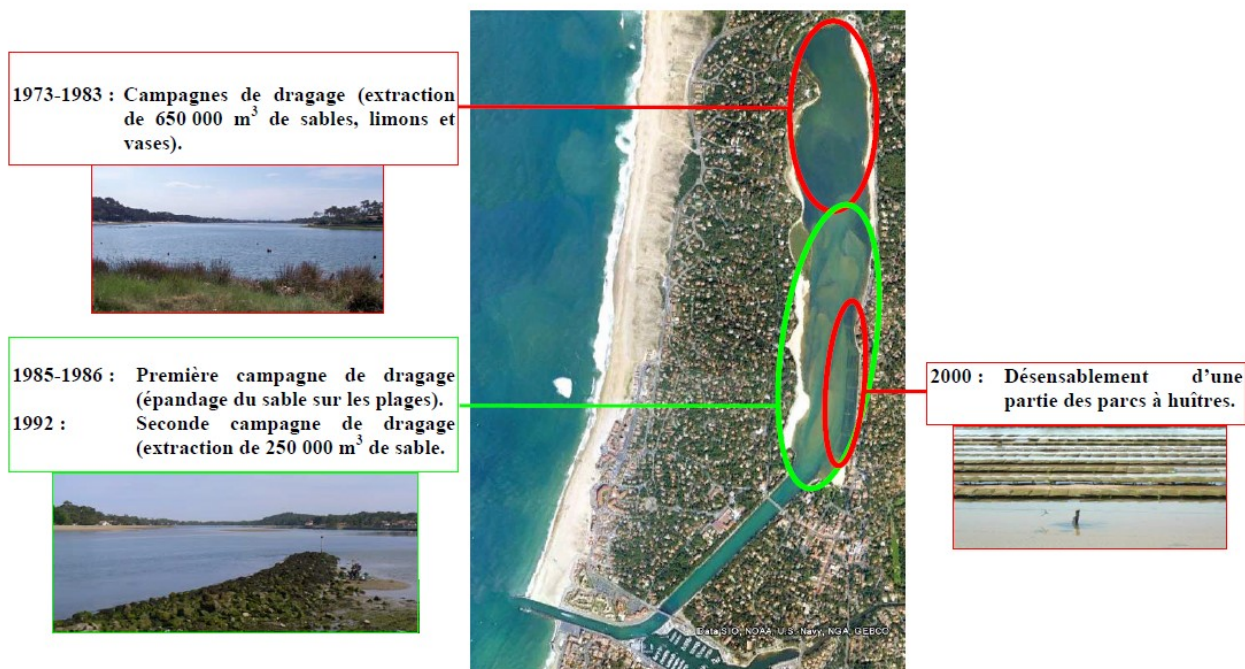 1973-1983 : Campagnes de dragage (extraction
de 650 000 m³ de sables, limons et
vases).
1985-1986 : Première campagne de dragage
(épandage du sable sur les plages).
1992 : Seconde campagne de dragage
(extraction de 250 000 m³ de sable.
2000 : Désensablement d’une
partie des parcs à huîtres.
Data SIO, NOAA, U.S. Navy, NGA, GEBCO